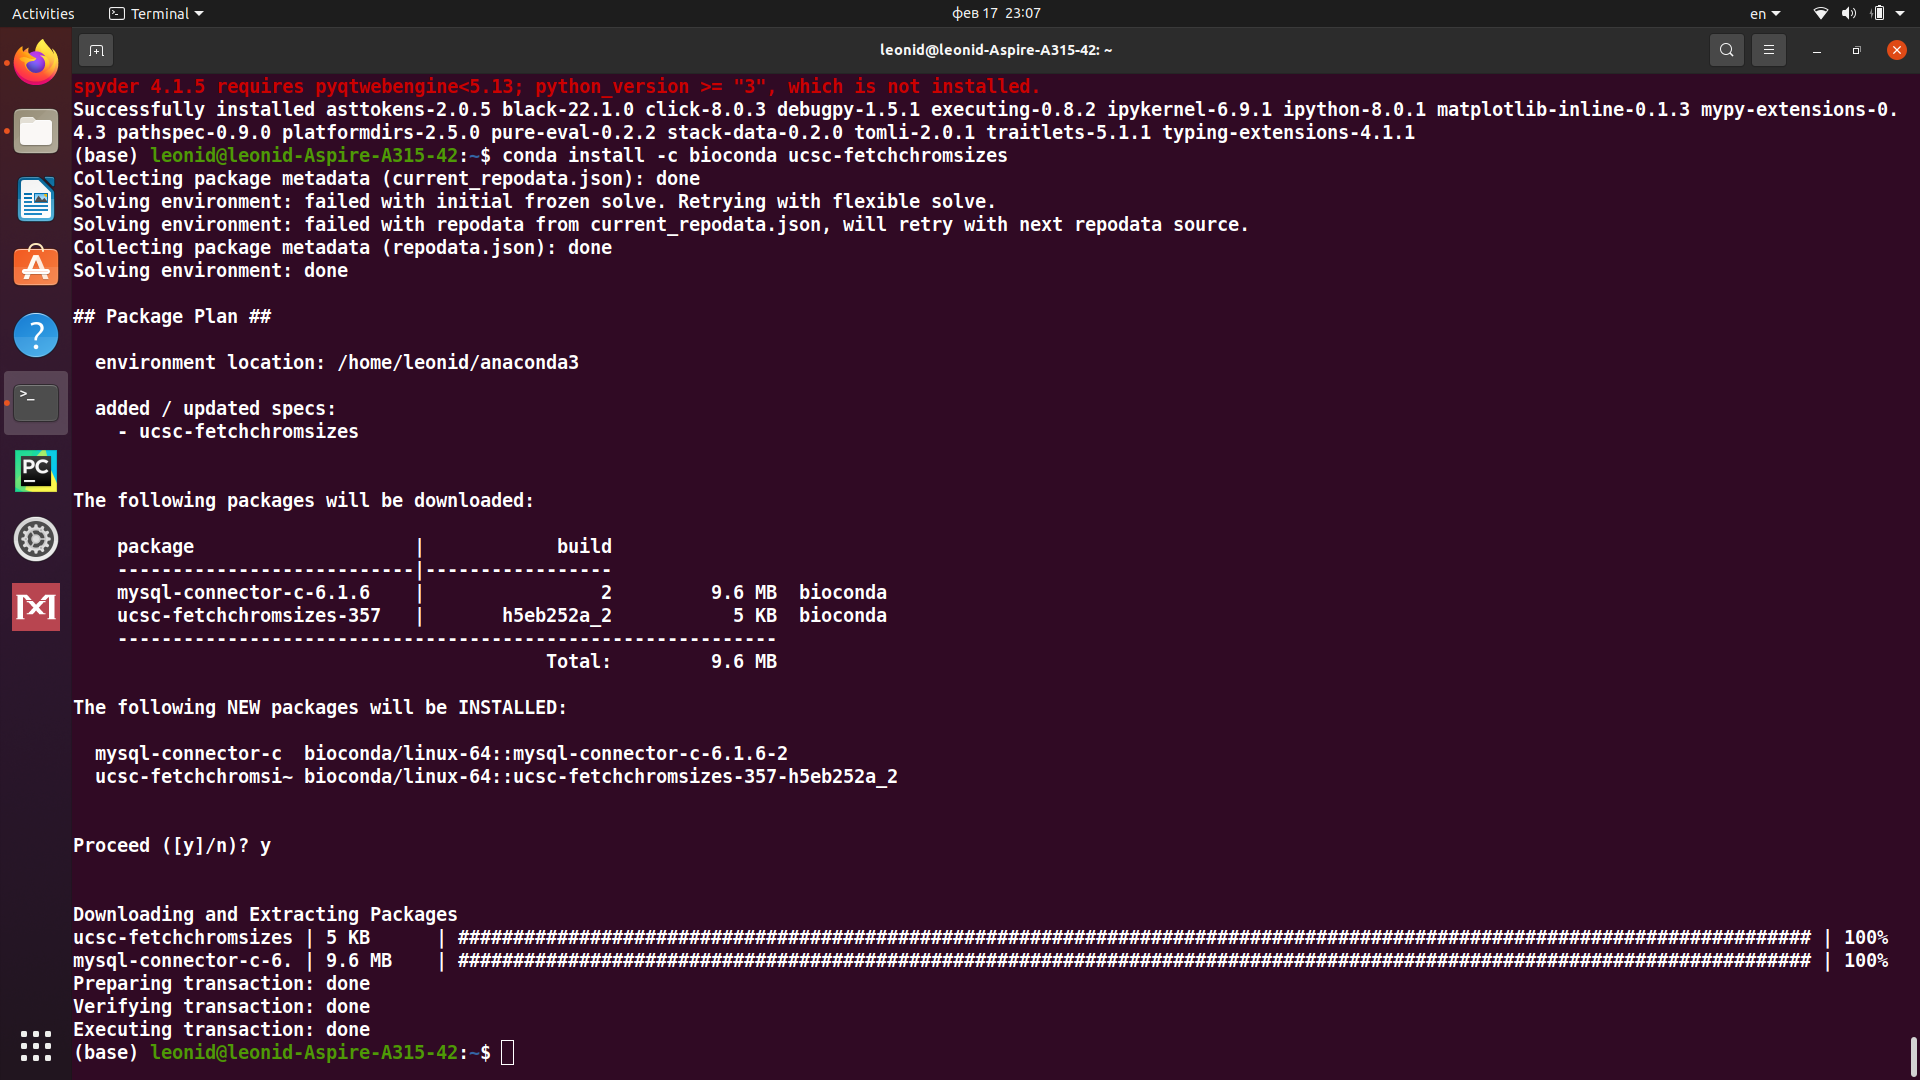 Activities
Terminal
фев 17 23:07
en
leonid@leonid-Aspire-A315-42: ~
spyder 4.1.5 requires pyqtwebengine<5.13; python_version >= "3", which is not installed.
Successfully installed asttokens-2.0.5 black-22.1.0 click-8.0.3 debugpy-1.5.1 executing-0.8.2 ipykernel-6.9.1 ipython-8.0.1 matplotlib-inline-0.1.3 mypy-extensions-0.
4.3 pathspec-0.9.0 platformdirs-2.5.0 pure-eval-0.2.2 stack-data-0.2.0 tomli-2.0.1 traitlets-5.1.1 typing-extensions-4.1.1
(base) leonid@leonid-Aspire-A315-42:~$ conda install -c bioconda ucsc-fetchchromsizes
Collecting package metadata (current_repodata.json): done
Solving environment: failed with initial frozen solve. Retrying with flexible solve.
Solving environment: failed with repodata from current_repodata.json, will retry with next repodata source.
Collecting package metadata (repodata.json): done
Solving environment: done
## Package Plan ##
environment location: /home/leonid/anaconda3
added / updated specs:
- ucsc-fetchchromsizes
The following packages will be downloaded:
package | build
---------------------------|-----------------
mysql-connector-c-6.1.6 | 2 9.6 MB bioconda
ucsc-fetchchromsizes-357 | h5eb252a_2 5 KB bioconda
------------------------------------------------------------
Total: 9.6 MB
The following NEW packages will be INSTALLED:
mysql-connector-c bioconda/linux-64::mysql-connector-c-6.1.6-2
ucsc-fetchchromsi~ bioconda/linux-64::ucsc-fetchchromsizes-357-h5eb252a_2
Proceed ([y]/n)? y
Downloading and Extracting Packages
ucsc-fetchchromsizes | 5 KB | ########################################################################################################################### | 100%
mysql-connector-c-6. | 9.6 MB | ########################################################################################################################### | 100%
Preparing transaction: done
Verifying transaction: done
Executing transaction: done
(base) leonid@leonid-Aspire-A315-42:~$
PC